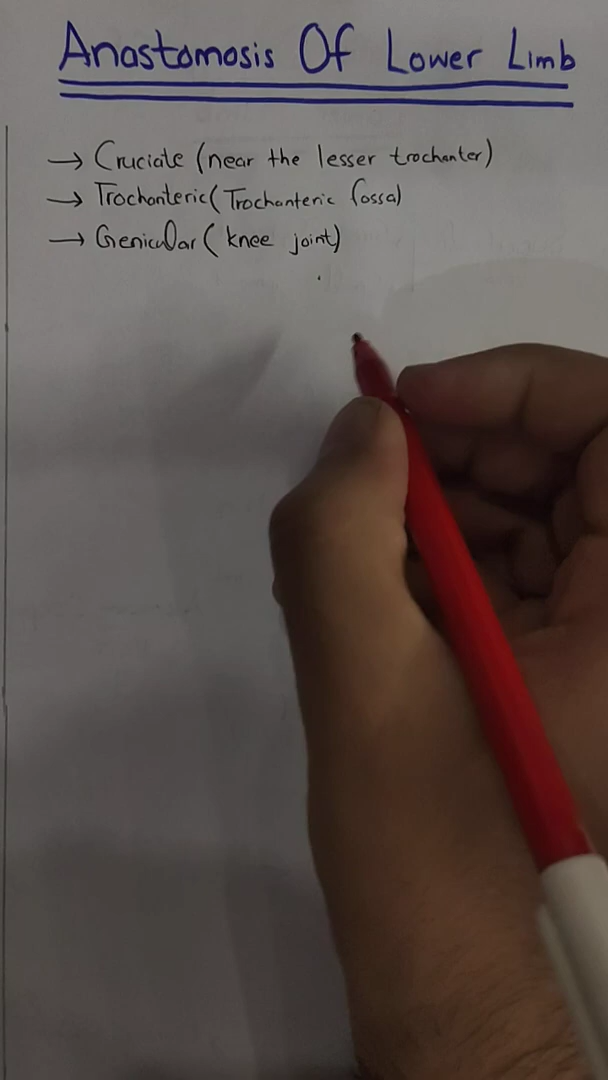 Anastomosis Of Lower Limb
→ Cruciate (near the lesser trochanter)
→ Trochanteric (Trochanteric fossa)
→ Genicular (knee joint)